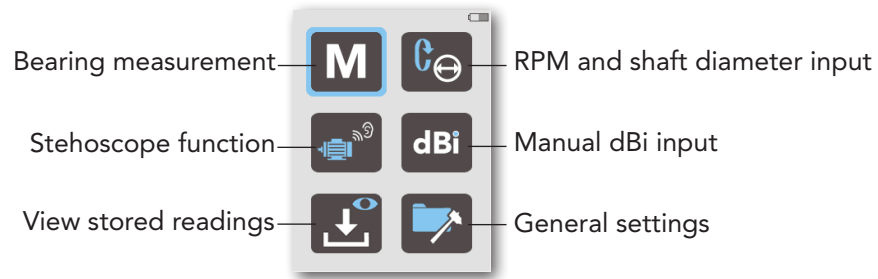 Bearing measurement
M
RPM and shaft diameter input
Stehoscope function
dBi
Manual dBi input
View stored readings
General settings